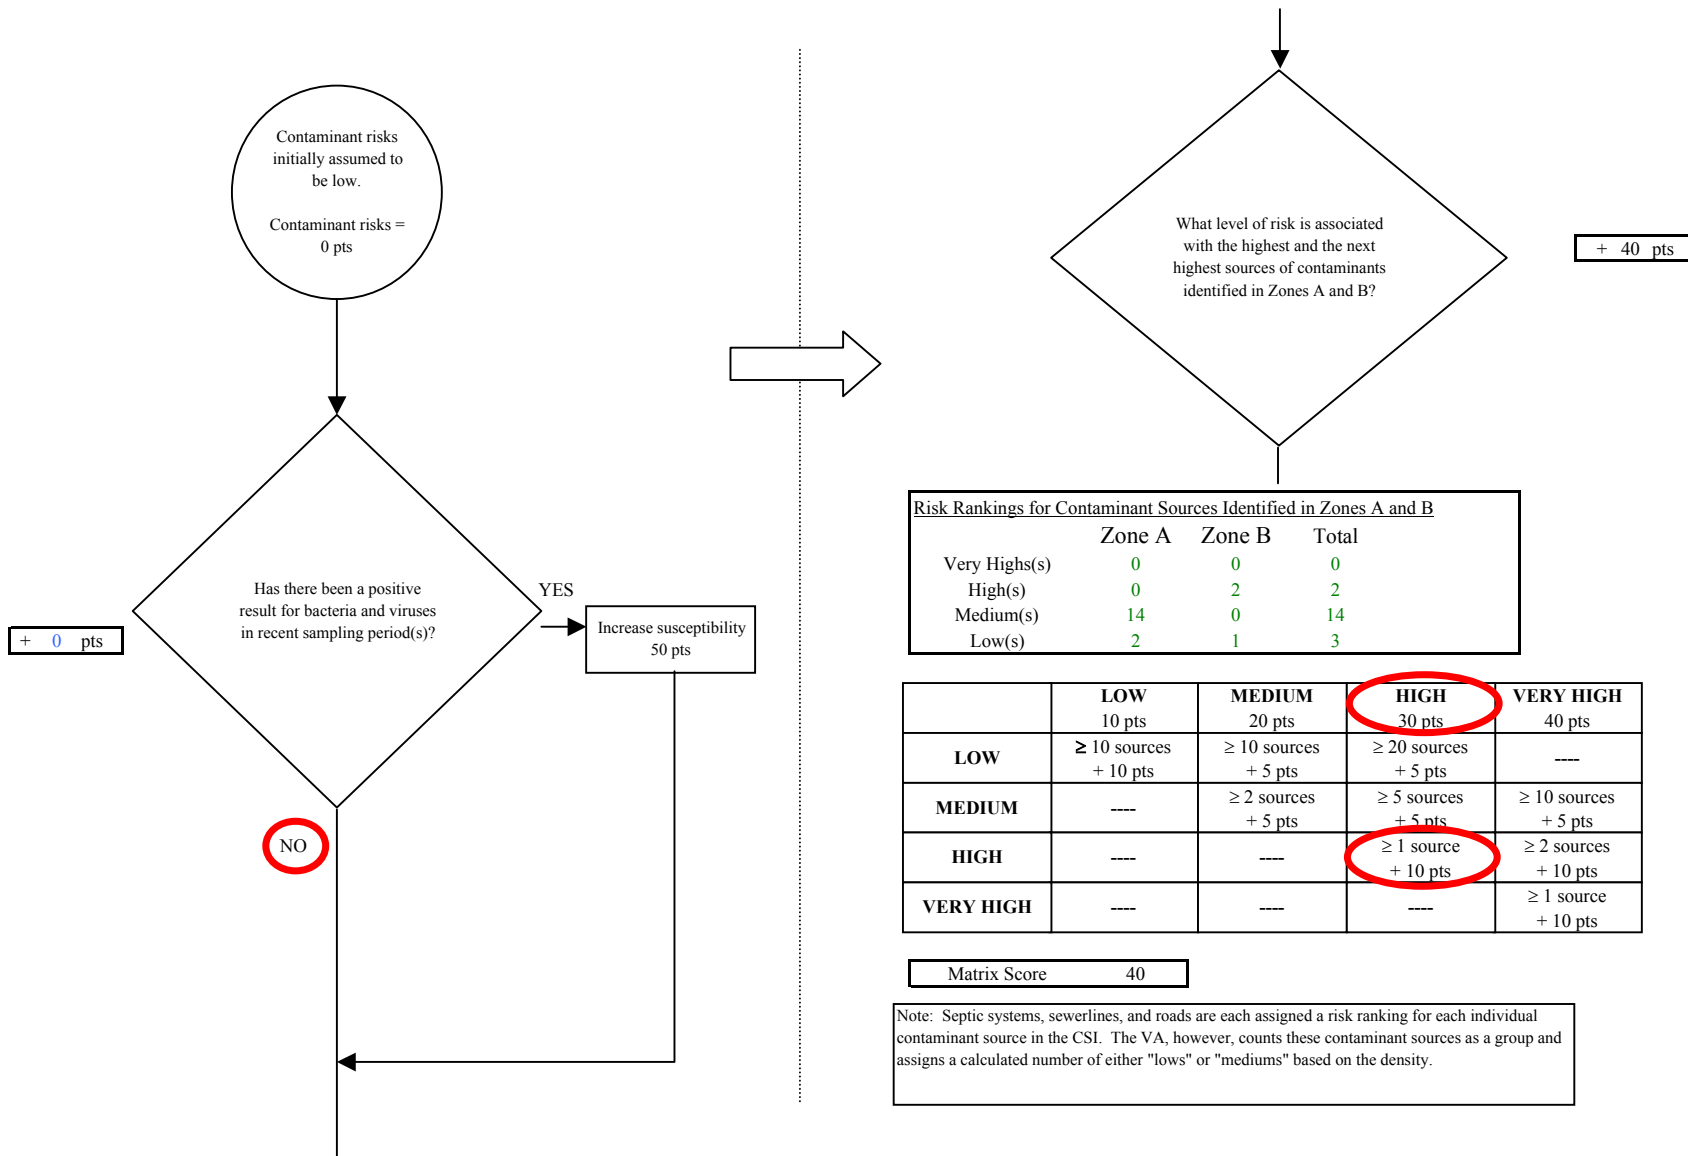 Contaminant risks
initially assumed to
be low.
Contaminant risks =
0 pts
Has there been a positive
result for bacteria and viruses
in recent sampling period(s)?
YES
+ 0 pts
Increase susceptibility
50 pts
NO
What level of risk is associated
with the highest and the next
highest sources of contaminants
identified in Zones A and B?
+ 40 pts
Risk Rankings for Contaminant Sources Identified in Zones A and B
Zone A Zone B Total
Very Highs(s) 0 0 0
High(s) 0 2 2
Medium(s) 14 0 14
Low(s) 2 1 3
LOW MEDIUM HIGH VERY HIGH
10 pts 20 pts 30 pts 40 pts
LOW ≥ 10 sources + 10 pts ≥ 10 sources + 5 pts ≥ 20 sources + 5 pts ----
MEDIUM ---- ≥ 2 sources + 5 pts ≥ 5 sources + 5 pts ≥ 10 sources + 5 pts
HIGH ---- ---- ≥ 1 source + 10 pts ≥ 2 sources + 10 pts
VERY HIGH ---- ---- ---- ≥ 1 source + 10 pts
Matrix Score 40
Note: Septic systems, sewerlines, and roads are each assigned a risk ranking for each individual
contaminant source in the CSI. The VA, however, counts these contaminant sources as a group and
assigns a calculated number of either "lows" or "mediums" based on the density.